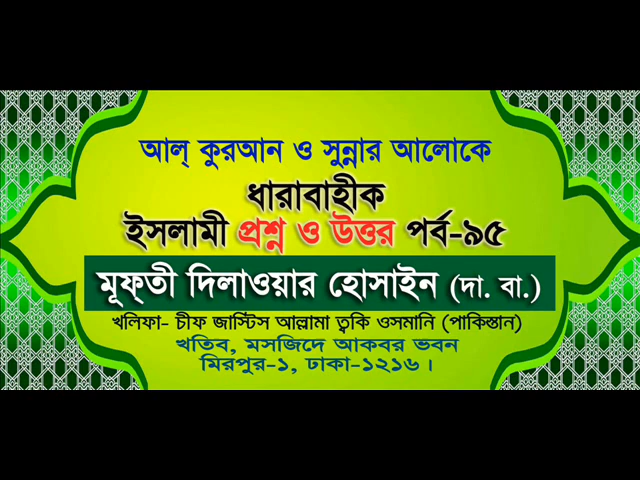 আল্ কুরআন ও সুন্নার আলোকে
ধারাবাহীক
ইসলামী প্রশ্ন ও উত্তর পর্ব-৯৫
মূফ্তী দিলাওয়ার হোসাইন (দা. বা.)
খলিফা- চীফ জাস্টিস আল্লামা ত্বকি ওসমানি (পাকিস্তান)
খতিব, মসজিদে আকবর ভবন
মিরপুর-১, ঢাকা-১২১৬।